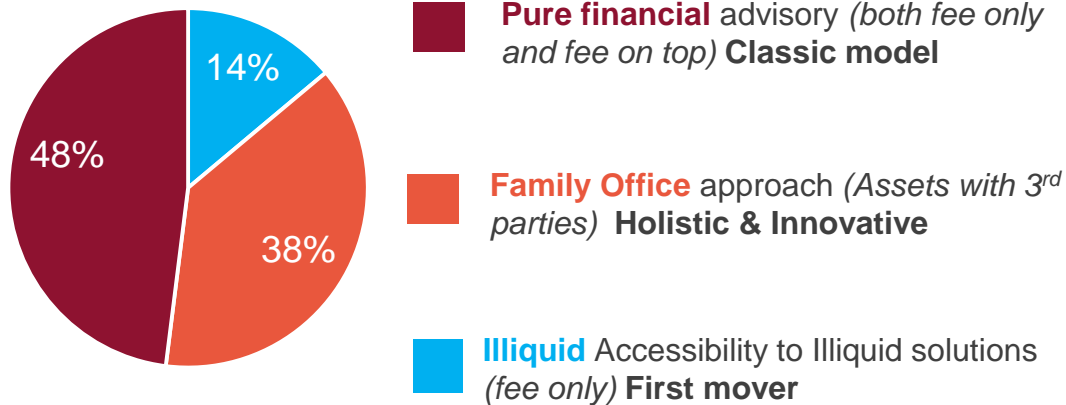 14%
48%
38%
Pure financial advisory (both fee only
and fee on top) Classic model
Family Office approach (Assets with 3rd
parties) Holistic & Innovative
Illiquid Accessibility to Illiquid solutions
(fee only) First mover